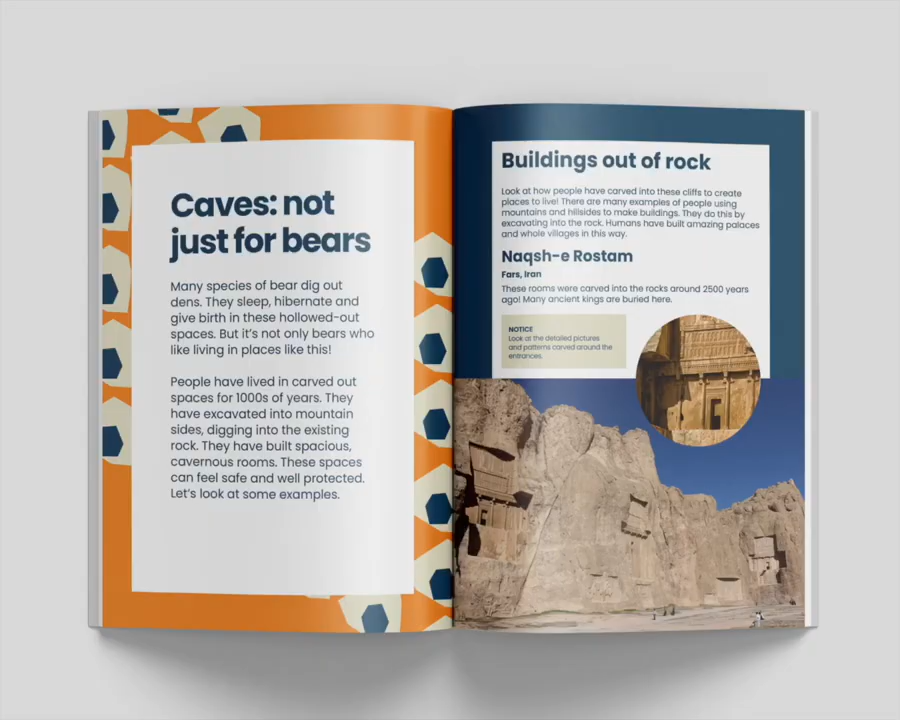 Caves: not
just for bears
Many species of bear dig out
dens. They sleep, hibernate and
give birth in these hollowed-out
spaces. But it's not only bears who
like living in places like this!
People have lived in carved out
spaces for 1000s of years. They
have excavated into mountain
sides, digging into the existing
rock. They have built spacious,
cavernous rooms. These spaces
can feel safe and well protected.
Let's look at some examples.
Buildings out of rock
Look at how people have carved into these cliffs to create
places to live! There are many examples of people using
mountains and hillsides to make buildings. They do this by
excavating into the rock. Humans have built amazing palaces
and whole villages in this way.
Naqsh-e Rostam
Fars, Iran
These rooms were carved into the rocks around 2500 years
ago! Many ancient kings are buried here.
NOTICE
Look at the detailed pictures
and patterns carved around the
entrances.